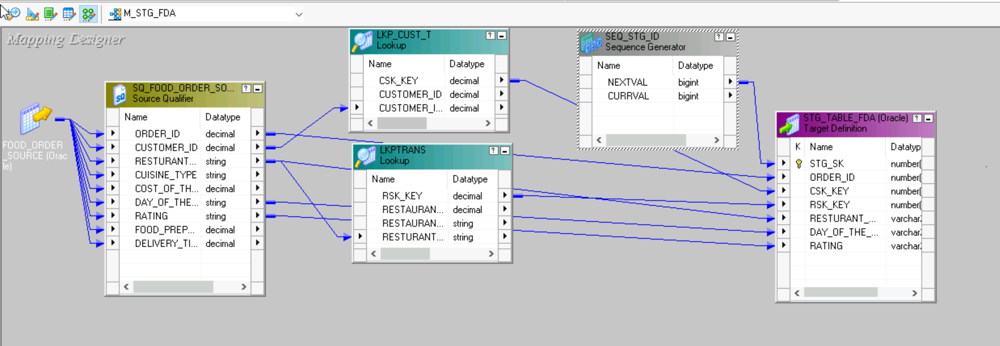 M_STG_FDA
Mapping Designer
FOOD_ORDER
_SOURCE (Orac
le)
SQ_FOOD_ORDER_SO...
Source Qualifier
Name Datatype
ORDER_ID decimal
CUSTOMER_ID decimal
RESTURANT... string
CUISINE_TYPE string
COST_OF_TH... decimal
DAY_OF_THE... string
RATING string
FOOD_PREP... decimal
DELIVERY_TI... decimal
LKP_CUST_T
Lookup
Name Datatype
CSK_KEY decimal
CUSTOMER_ID decimal
CUSTOMER_I... decimal
LKPTRANS
Lookup
Name Datatype
RSK_KEY decimal
RESTAURAN... decimal
RESTAURAN... string
RESTURANT... string
SEQ_STG_ID
Sequence Generator
Name Datatype
NEXTVAL bigint
CURRVAL bigint
STG_TABLE_FDA (Oracle)
Target Definition
K Name Datatyp
STG_SK number(
ORDER_ID number(
CSK_KEY number(
RSK_KEY number(
RESTURANT_... varchar
DAY_OF_THE_... varchar
RATING varchar